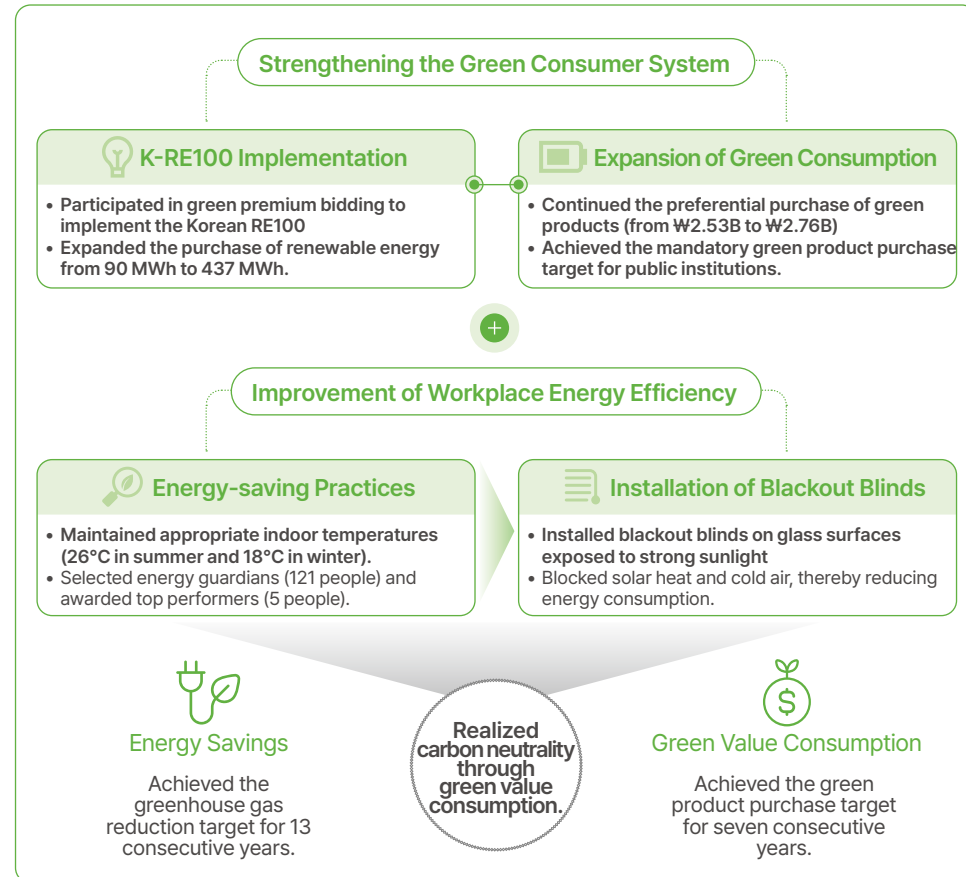 Strengthening the Green Consumer System
K-RE100 Implementation
• Participated in green premium bidding to
implement the Korean RE100
• Expanded the purchase of renewable energy
from 90 MWh to 437 MWh.
Expansion of Green Consumption
• Continued the preferential purchase of green
products (from ₩2.53B to ₩2.76B)
• Achieved the mandatory green product purchase
target for public institutions.
+
Improvement of Workplace Energy Efficiency
Energy-saving Practices
• Maintained appropriate indoor temperatures
(26°C in summer and 18°C in winter).
• Selected energy guardians (121 people) and
awarded top performers (5 people).
Installation of Blackout Blinds
• Installed blackout blinds on glass surfaces
exposed to strong sunlight
• Blocked solar heat and cold air, thereby reducing
energy consumption.
Energy Savings
Achieved the
greenhouse gas
reduction target for 13
consecutive years.
Realized
carbon neutrality
through
green value
consumption.
$
Green Value Consumption
Achieved the green
product purchase target
for seven consecutive
years.